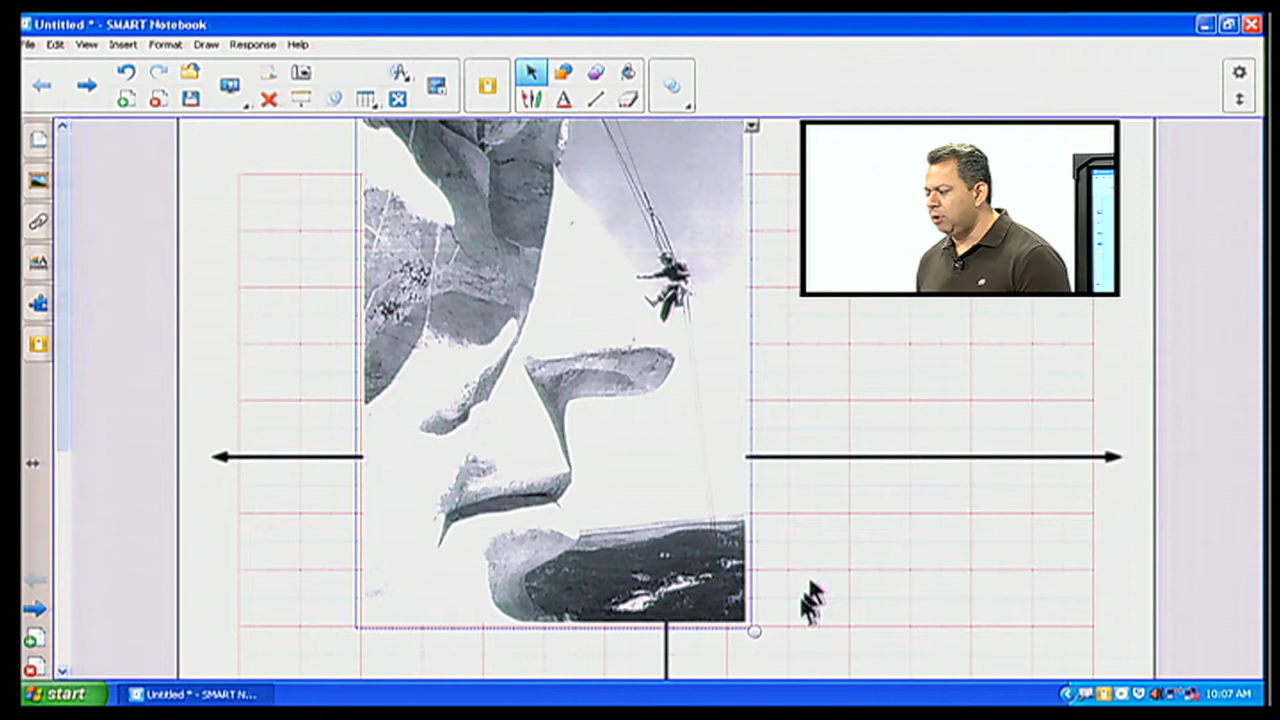 Untitled * - SMART Notebook
File Edit View Insert Format Draw Response Help
start
Untitled * - SMART N...
10:07 AM